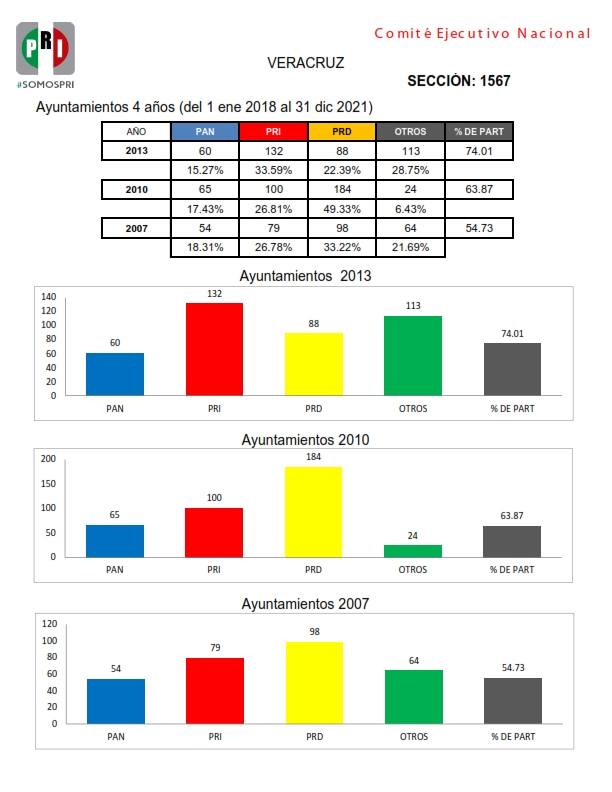 Comité Ejecutivo Nacional
PRI
#SOMOSPRI
VERACRUZ
SECCIÓN: 1567
Ayuntamientos 4 años (del 1 ene 2018 al 31 dic 2021)
AÑO PAN PRI PRD OTROS % DE PART
2013 60 132 88 113 74.01
15.27% 33.59% 22.39% 28.75%
2010 65 100 184 24 63.87
17.43% 26.81% 49.33% 6.43%
2007 54 79 98 64 54.73
18.31% 26.78% 33.22% 21.69%
Ayuntamientos 2013
140
120
100
80
60
40
20
0
60 132 88 113 74.01
PAN PRI PRD OTROS % DE PART
Ayuntamientos 2010
200
150
100
50
0
65 100 184 24 63.87
PAN PRI PRD OTROS % DE PART
Ayuntamientos 2007
120
100
80
60
40
20
0
54 79 98 64 54.73
PAN PRI PRD OTROS % DE PART